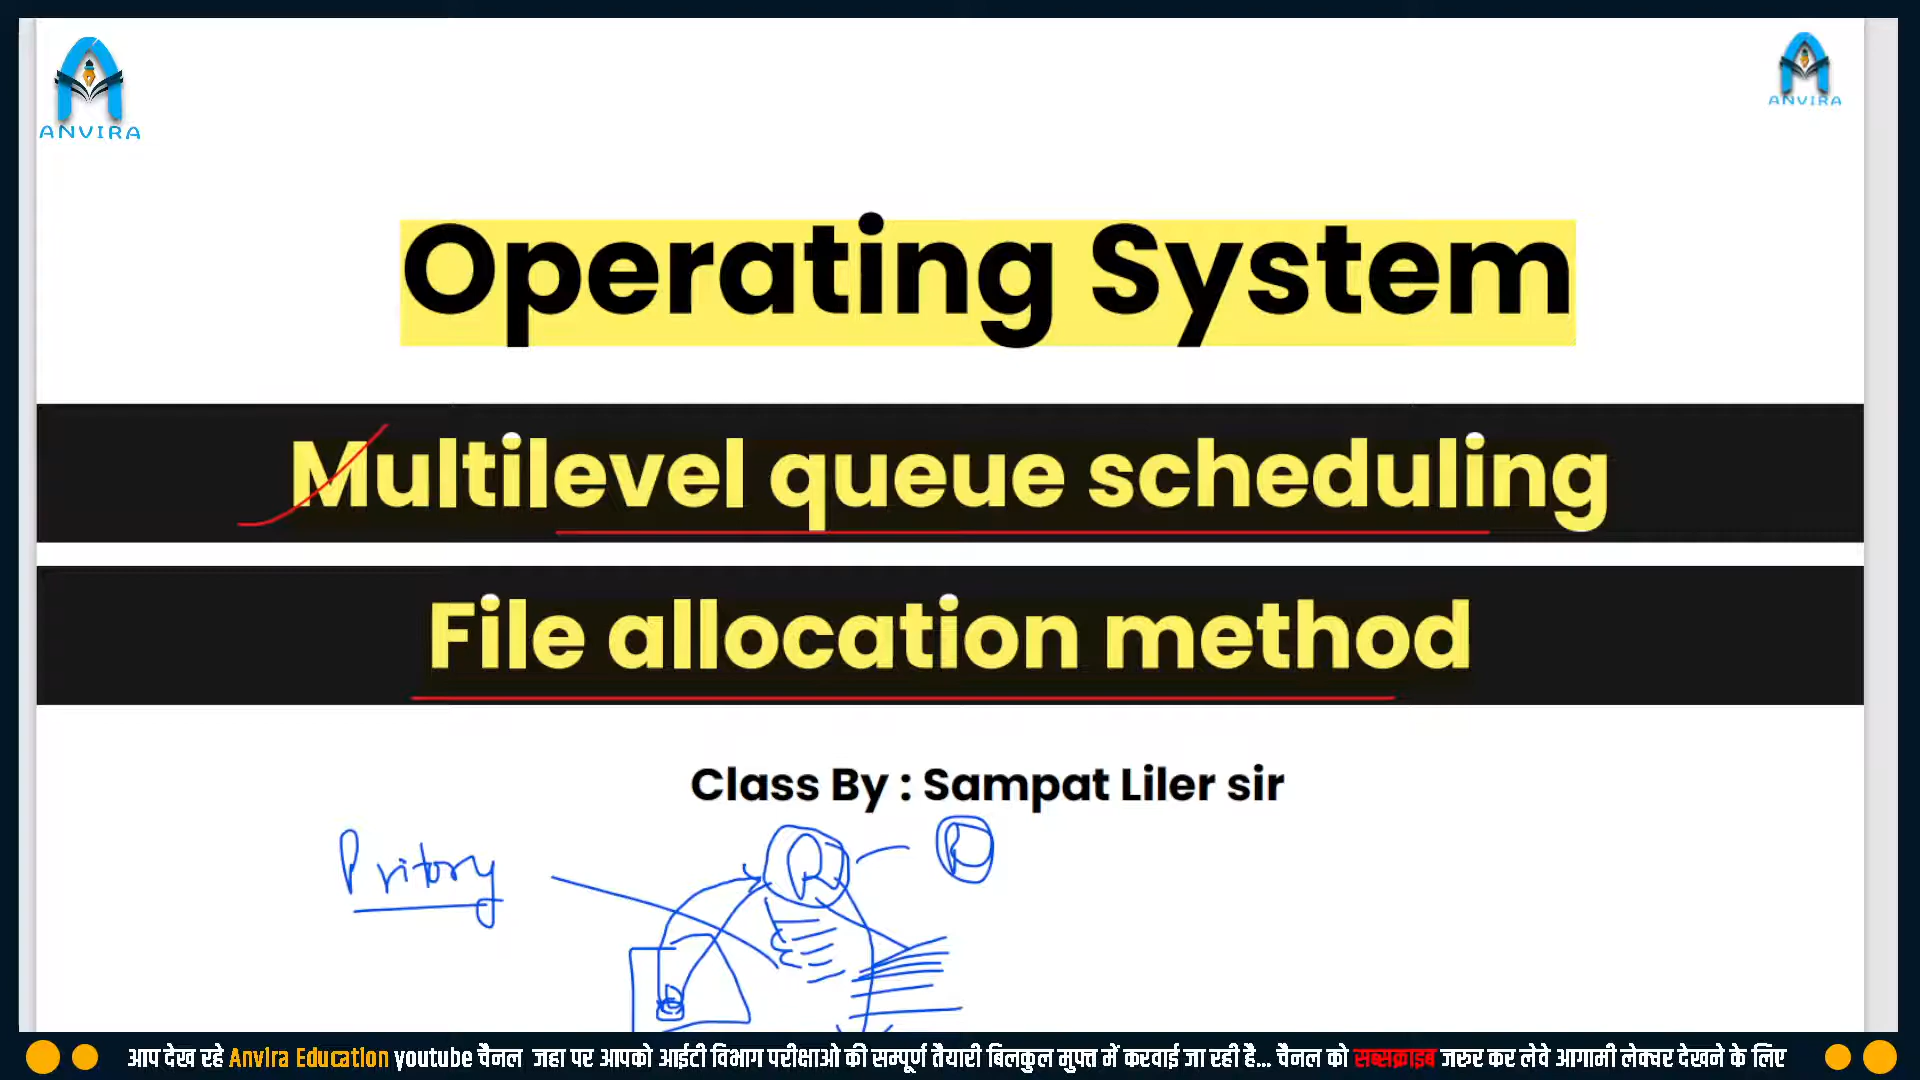 ANVIRA
ANVIRA
Operating System
Multilevel queue scheduling
File allocation method
Class By : Sampat Liler sir
Pritory
आप देख रहे Anvira Education youtube चैनल जहा पर आपको आईटी विभाग परीक्षाओ की सम्पूर्ण तैयारी बिलकुल मुफ्त में करवाई जा रही है... चैनल को सब्सक्राइब जरुर कर लेवे आगामी लेक्चर देखने के लिए